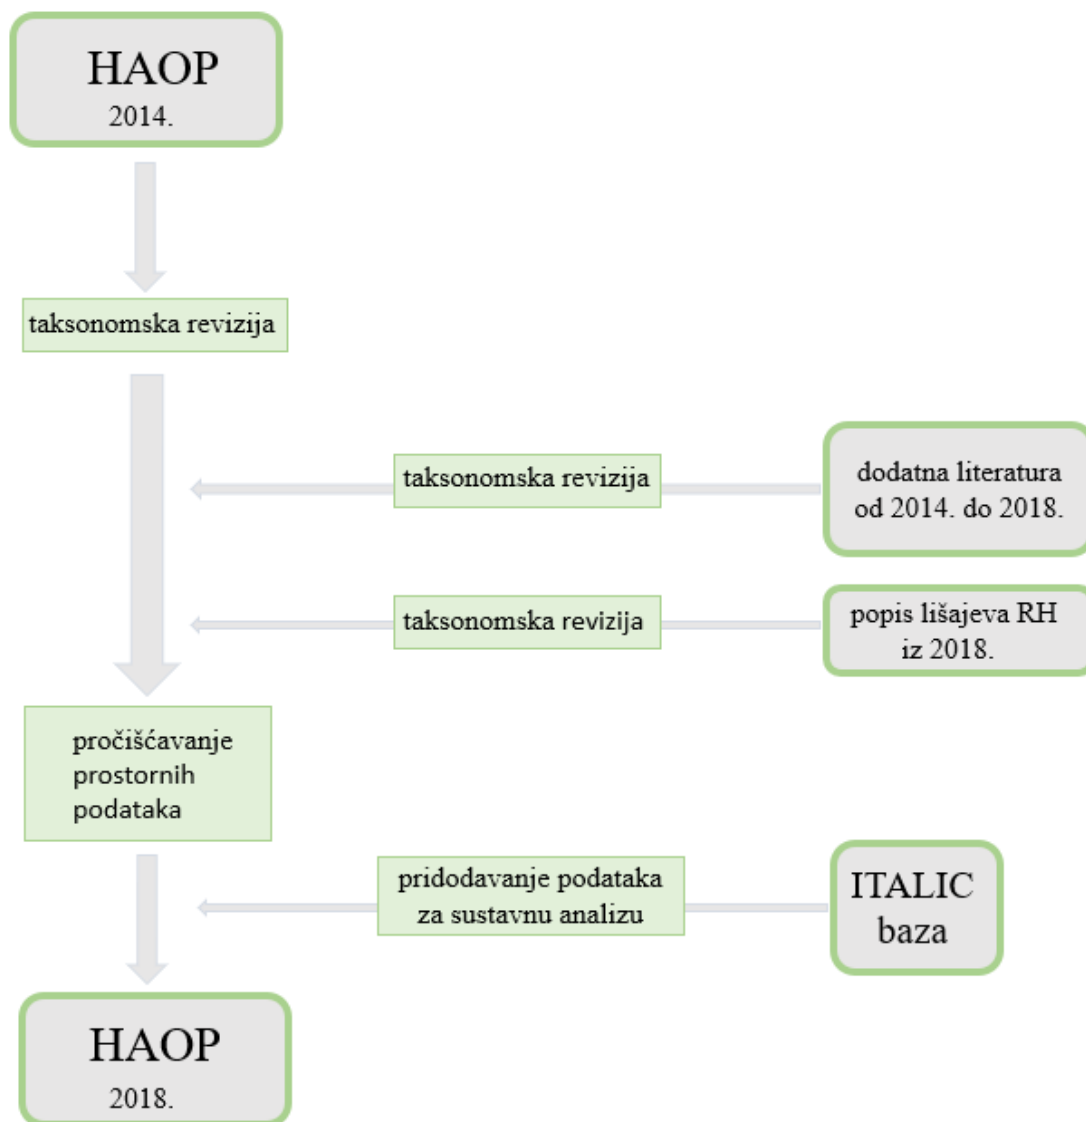 HAOP
2014.
taksonomska revizija
taksonomska revizija
dodatna literatura
od 2014. do 2018.
taksonomska revizija
popis lišajeva RH
iz 2018.
pročišćavanje
prostornih
podataka
pridodavanje podataka
za sustavnu analizu
ITALIC
baza
HAOP
2018.